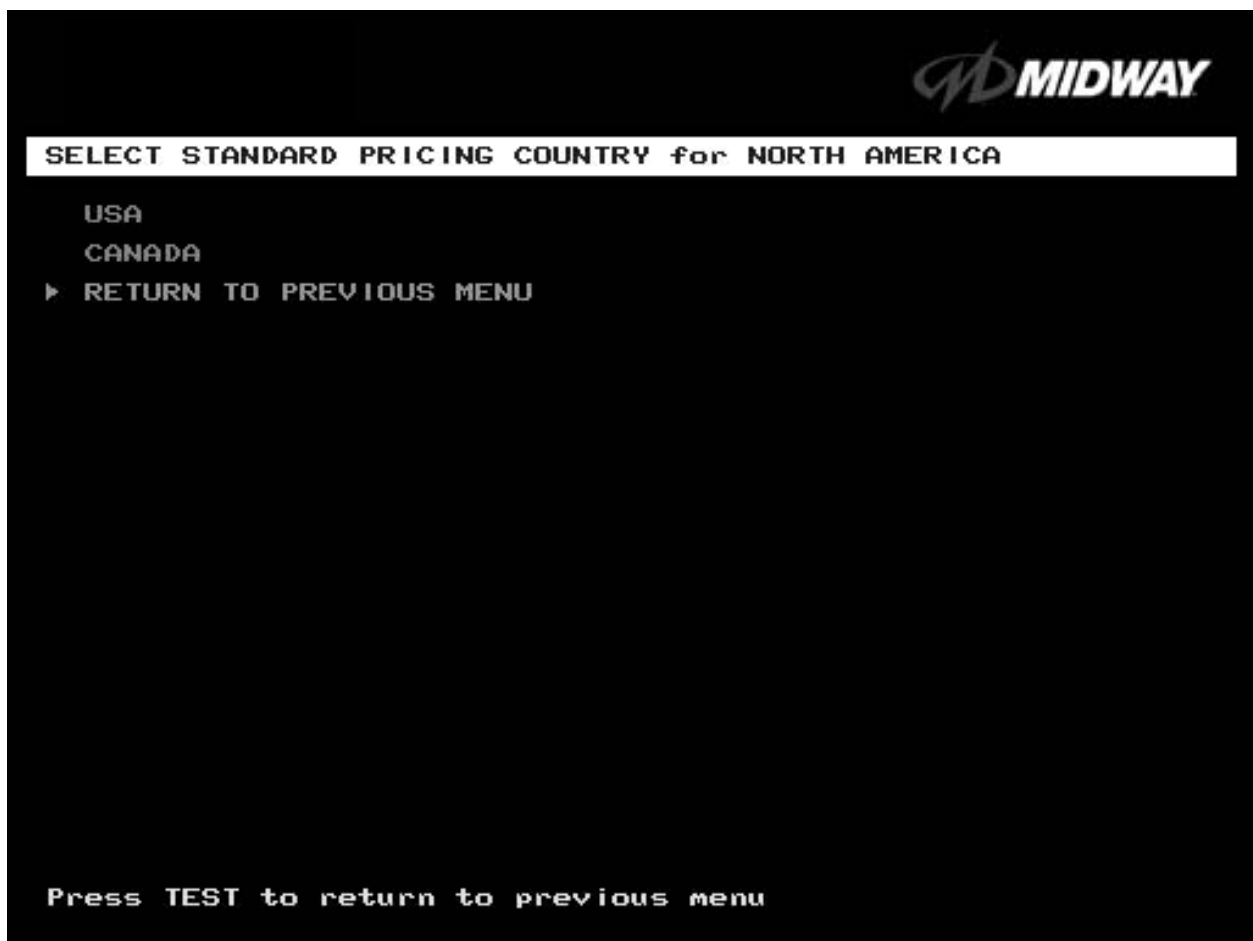 MIDWAY
SELECT STANDARD PRICING COUNTRY for NORTH AMERICA
USA
CANADA
RETURN TO PREVIOUS MENU
Press TEST to return to previous menu